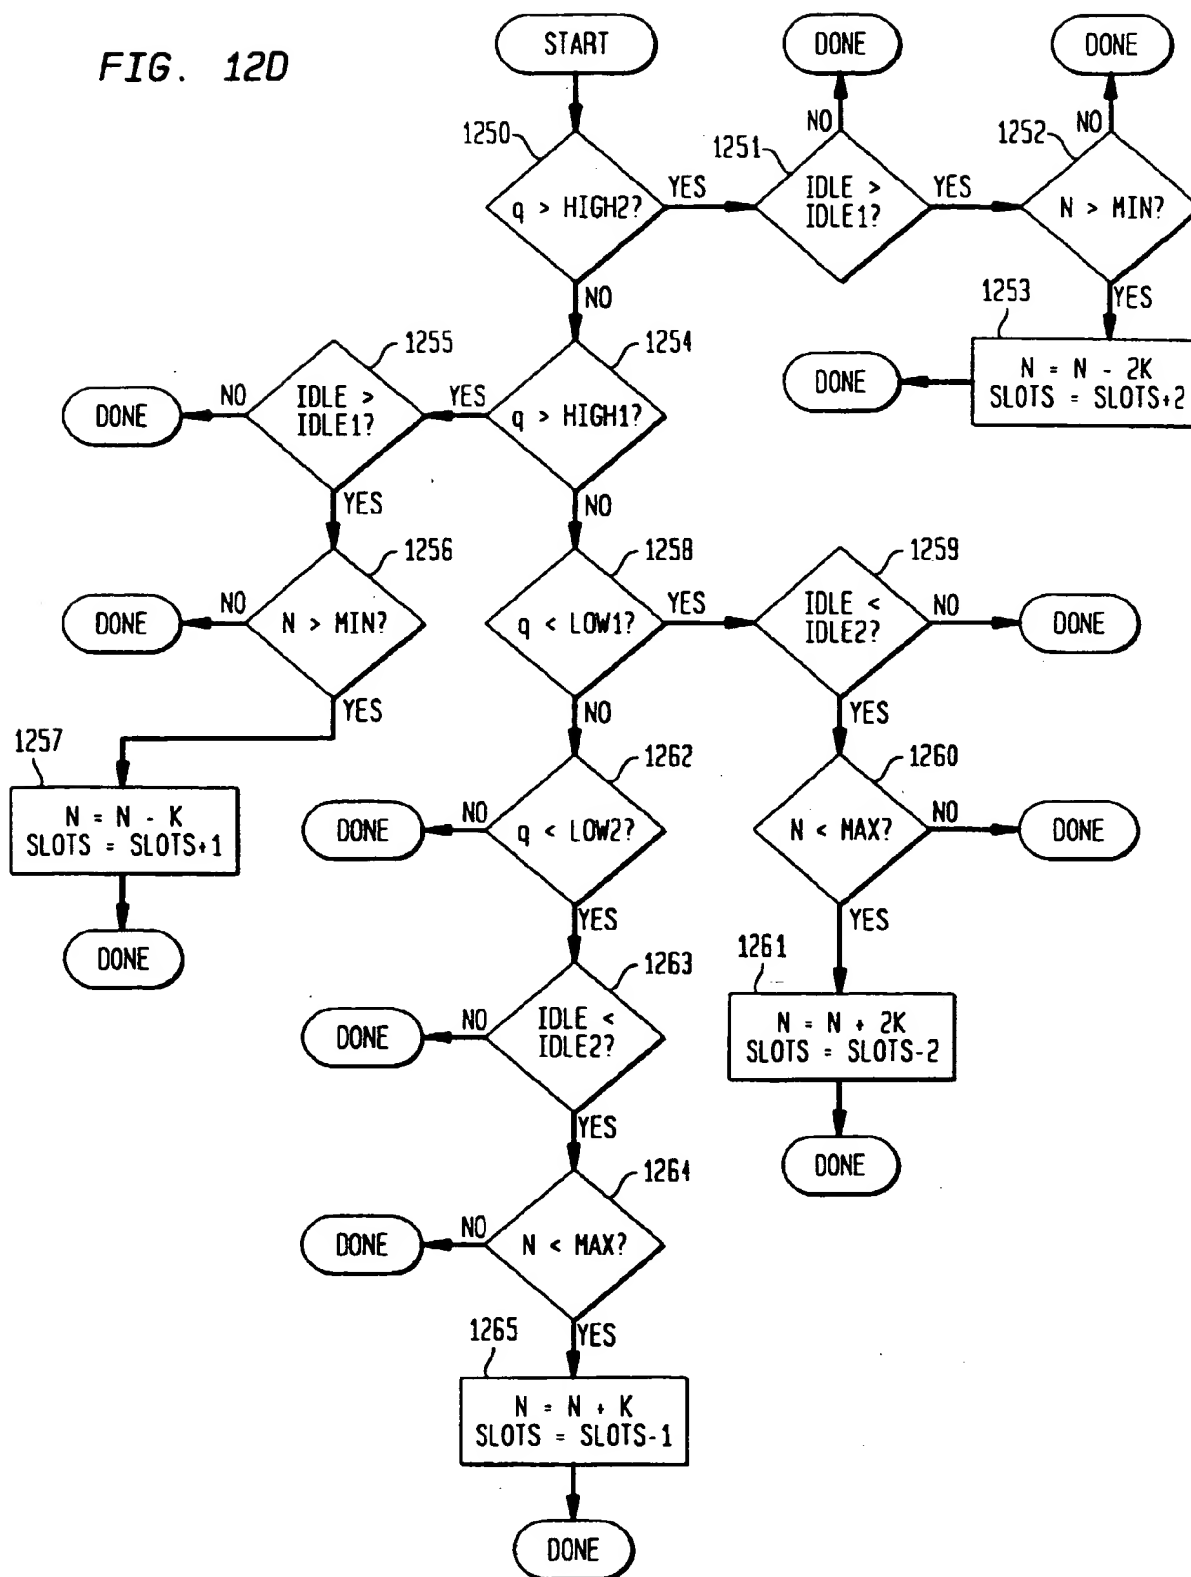 FIG. 12D
START
DONE
DONE
1250
q > HIGH2?
YES
NO
1251
IDLE >
IDLE1?
NO
YES
1252
N > MIN?
NO
YES
1253
N = N - 2K
SLOTS = SLOTS+2
DONE
1254
q > HIGH1?
YES
NO
1255
IDLE >
IDLE1?
NO
DONE
YES
1256
N > MIN?
NO
DONE
YES
1257
N = N - K
SLOTS = SLOTS+1
DONE
1258
q < LOW1?
YES
NO
1259
IDLE <
IDLE2?
NO
DONE
YES
1260
N < MAX?
NO
DONE
YES
1261
N = N + 2K
SLOTS = SLOTS-2
DONE
1262
q < LOW2?
NO
DONE
YES
1263
IDLE <
IDLE2?
NO
DONE
YES
1264
N < MAX?
NO
DONE
YES
1265
N = N + K
SLOTS = SLOTS-1
DONE